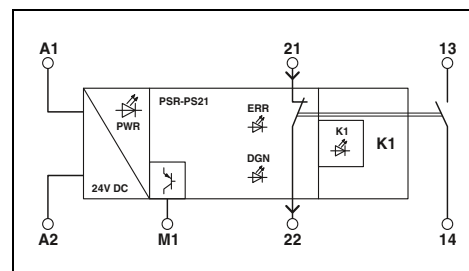 A1 21 13
PSR-PS21
PWR
ERR
K1
K1
DGN
24V DC
A2 M1 22 14